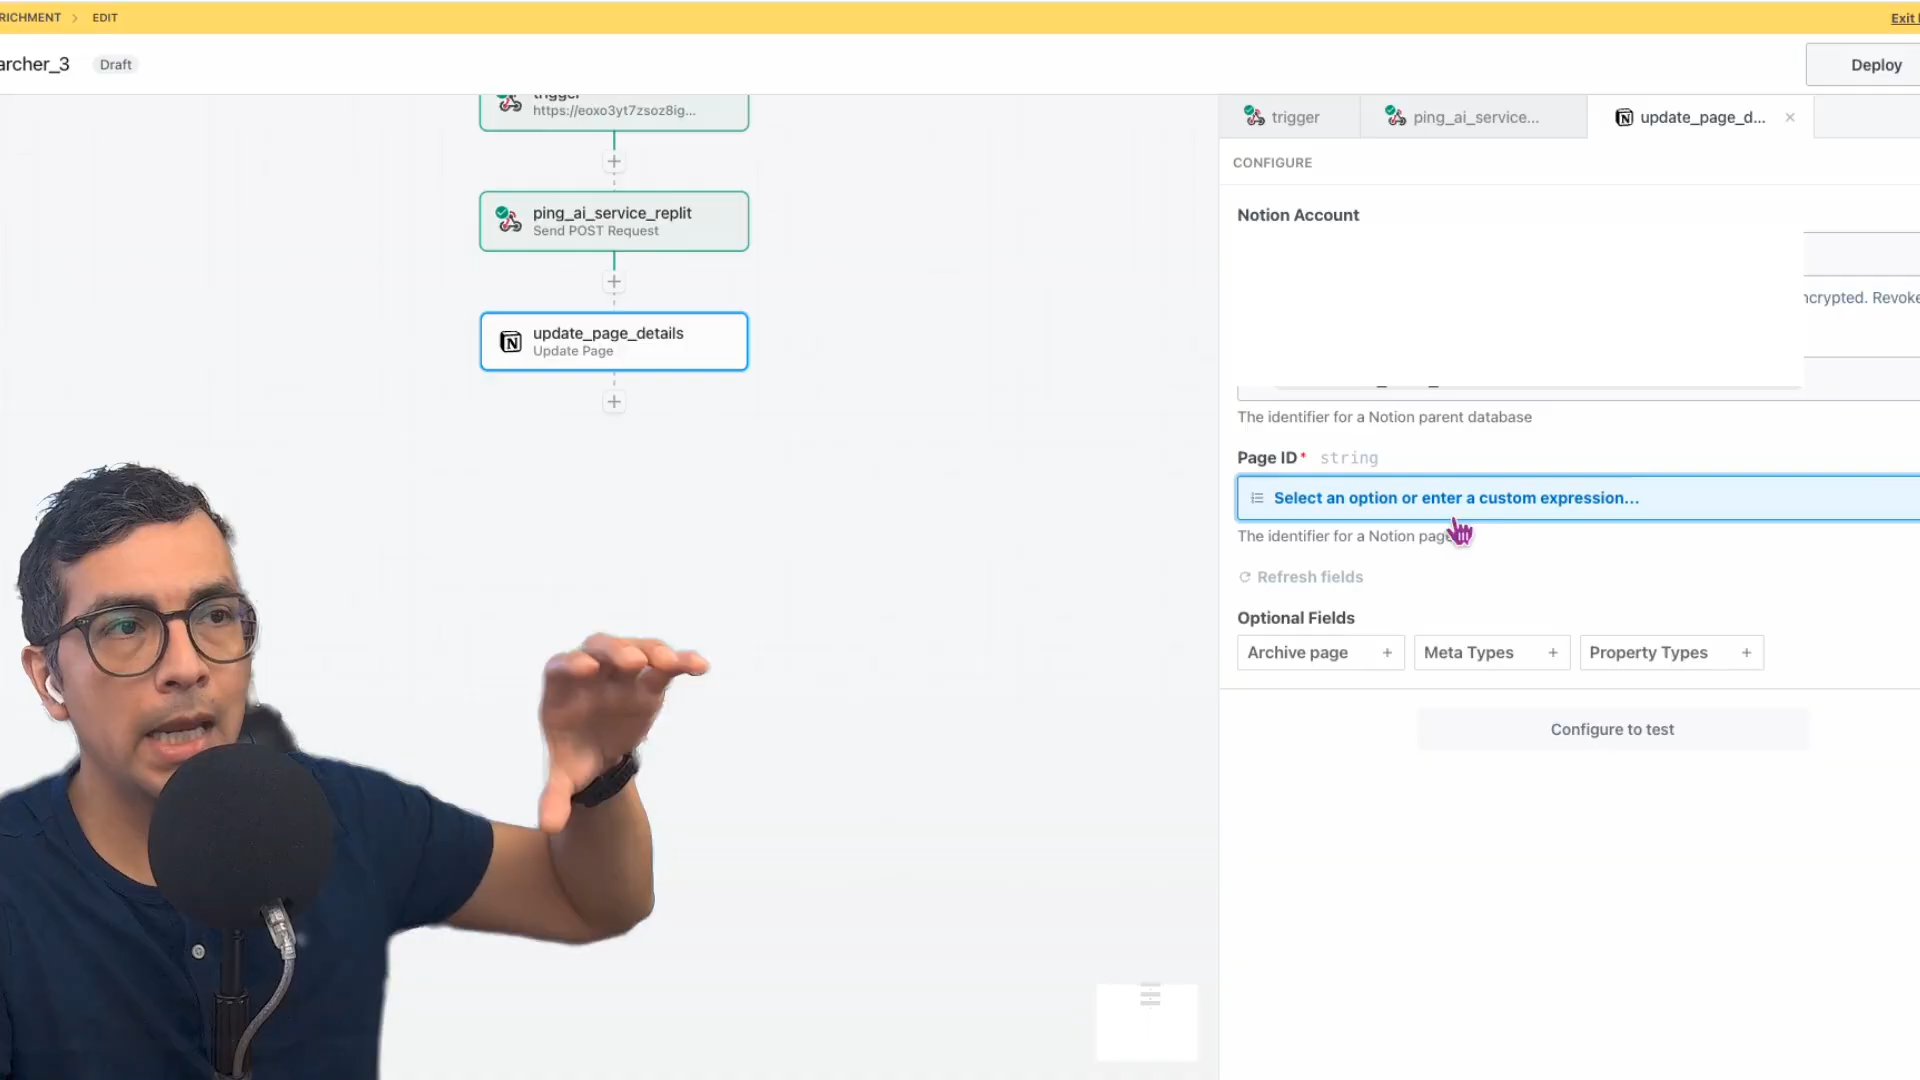 RICHMENT > EDIT
Exit
archer_3
Draft
Deploy
trigger
https://eoxo3yt7zsoz8ig...
ping_ai_service_replit
Send POST Request
update_page_details
Update Page
trigger
ping_ai_service...
update_page_d...
CONFIGURE
Notion Account
ncrypted. Revoke
The identifier for a Notion parent database
Page ID* string
Select an option or enter a custom expression...
The identifier for a Notion page
Refresh fields
Optional Fields
Archive page +
Meta Types +
Property Types +
Configure to test